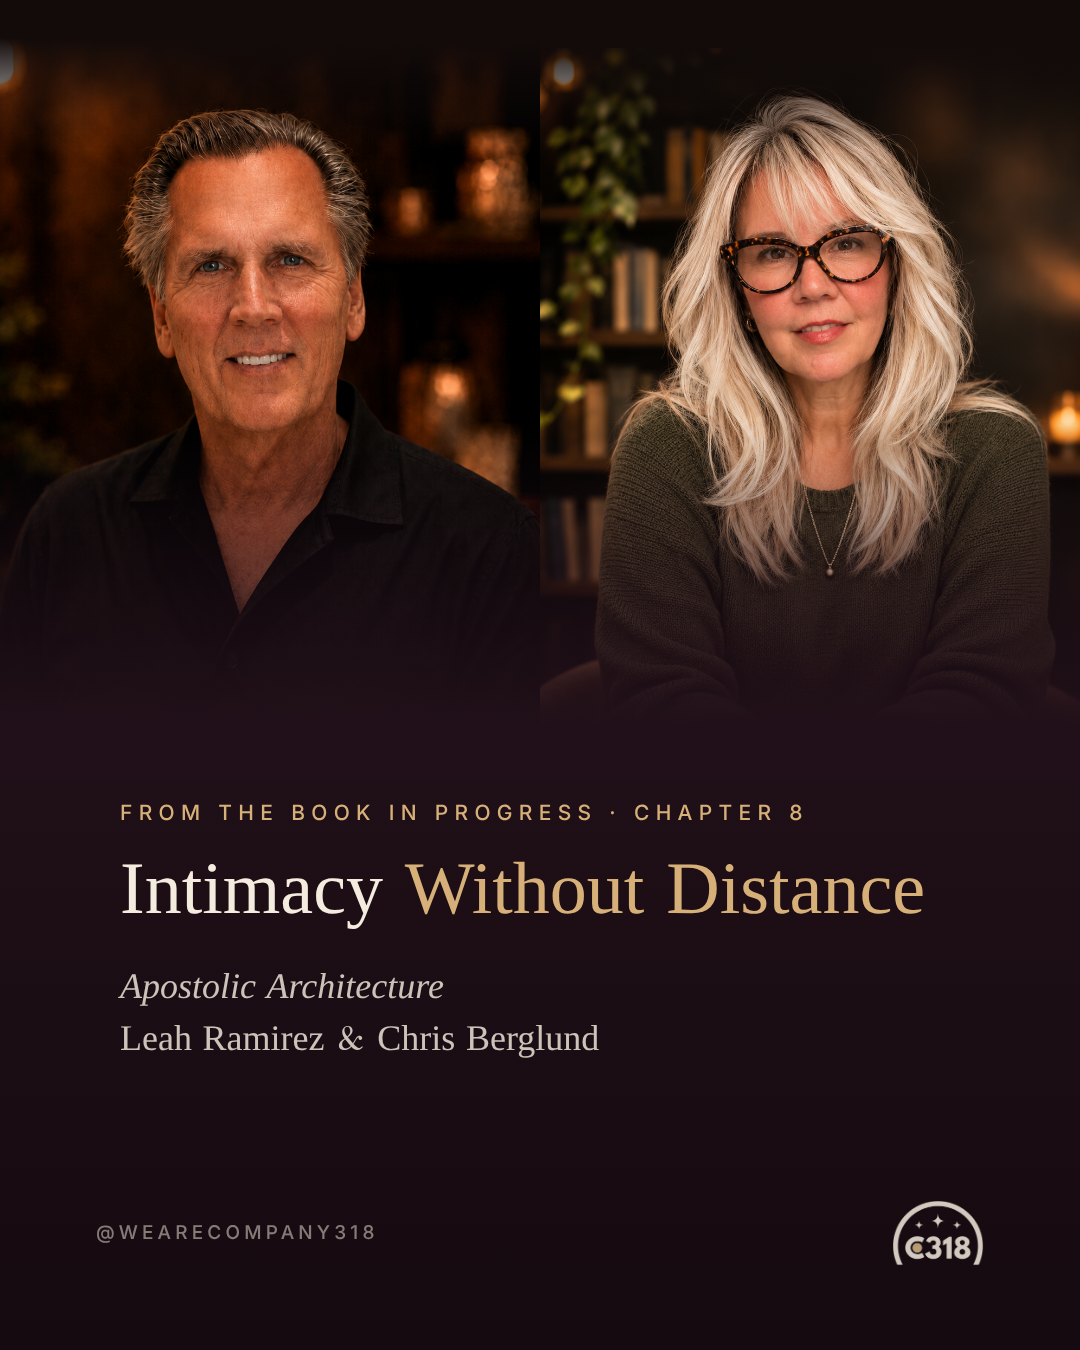 FROM THE BOOK IN PROGRESS · CHAPTER 8
Intimacy Without Distance
Apostolic Architecture
Leah Ramirez & Chris Berglund
@WEARECOMPANY318
C318